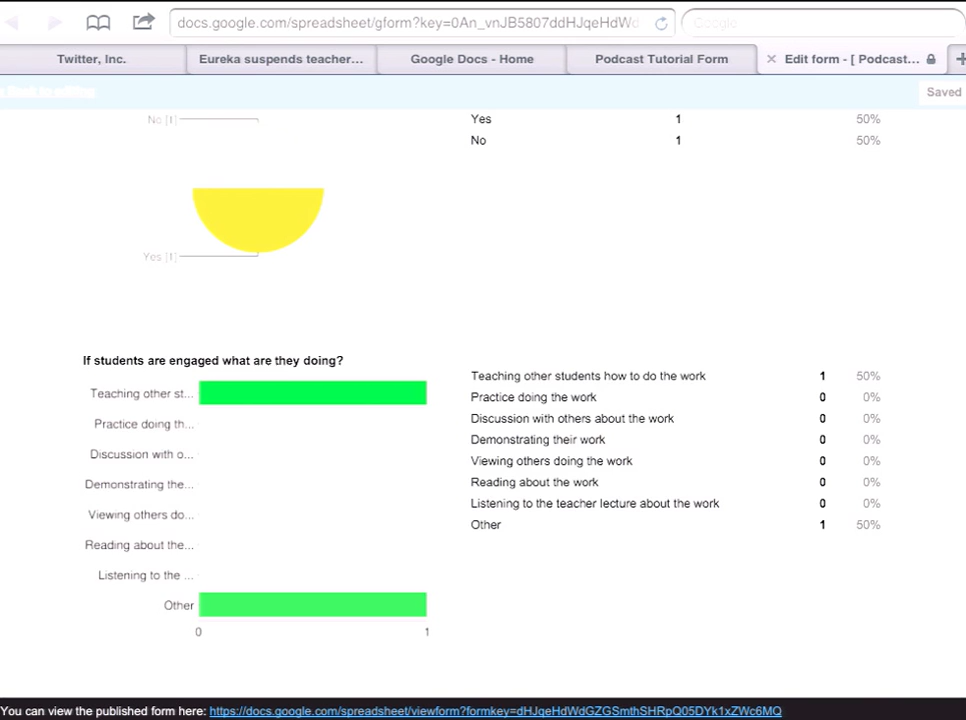 docs.google.com/spreadsheet/gform?key=0An_vnJB5807ddHJqeHdWd
Google
Twitter, Inc.
Eureka suspends teacher...
Google Docs - Home
Podcast Tutorial Form
Edit form - [ Podcast...
Saved
No [1]
Yes 1 50%
No 1 50%
Yes [1]
If students are engaged what are they doing?
Teaching other st...
Practice doing th...
Discussion with o...
Demonstrating the...
Viewing others do...
Reading about the...
Listening to the ...
Other
0 1
Teaching other students how to do the work 1 50%
Practice doing the work 0 0%
Discussion with others about the work 0 0%
Demonstrating their work 0 0%
Viewing others doing the work 0 0%
Reading about the work 0 0%
Listening to the teacher lecture about the work 0 0%
Other 1 50%
You can view the published form here: https://docs.google.com/spreadsheet/viewform?formkey=dHJqeHdWdGZGSmthSHRpQ05DYk1xZWc6MQ